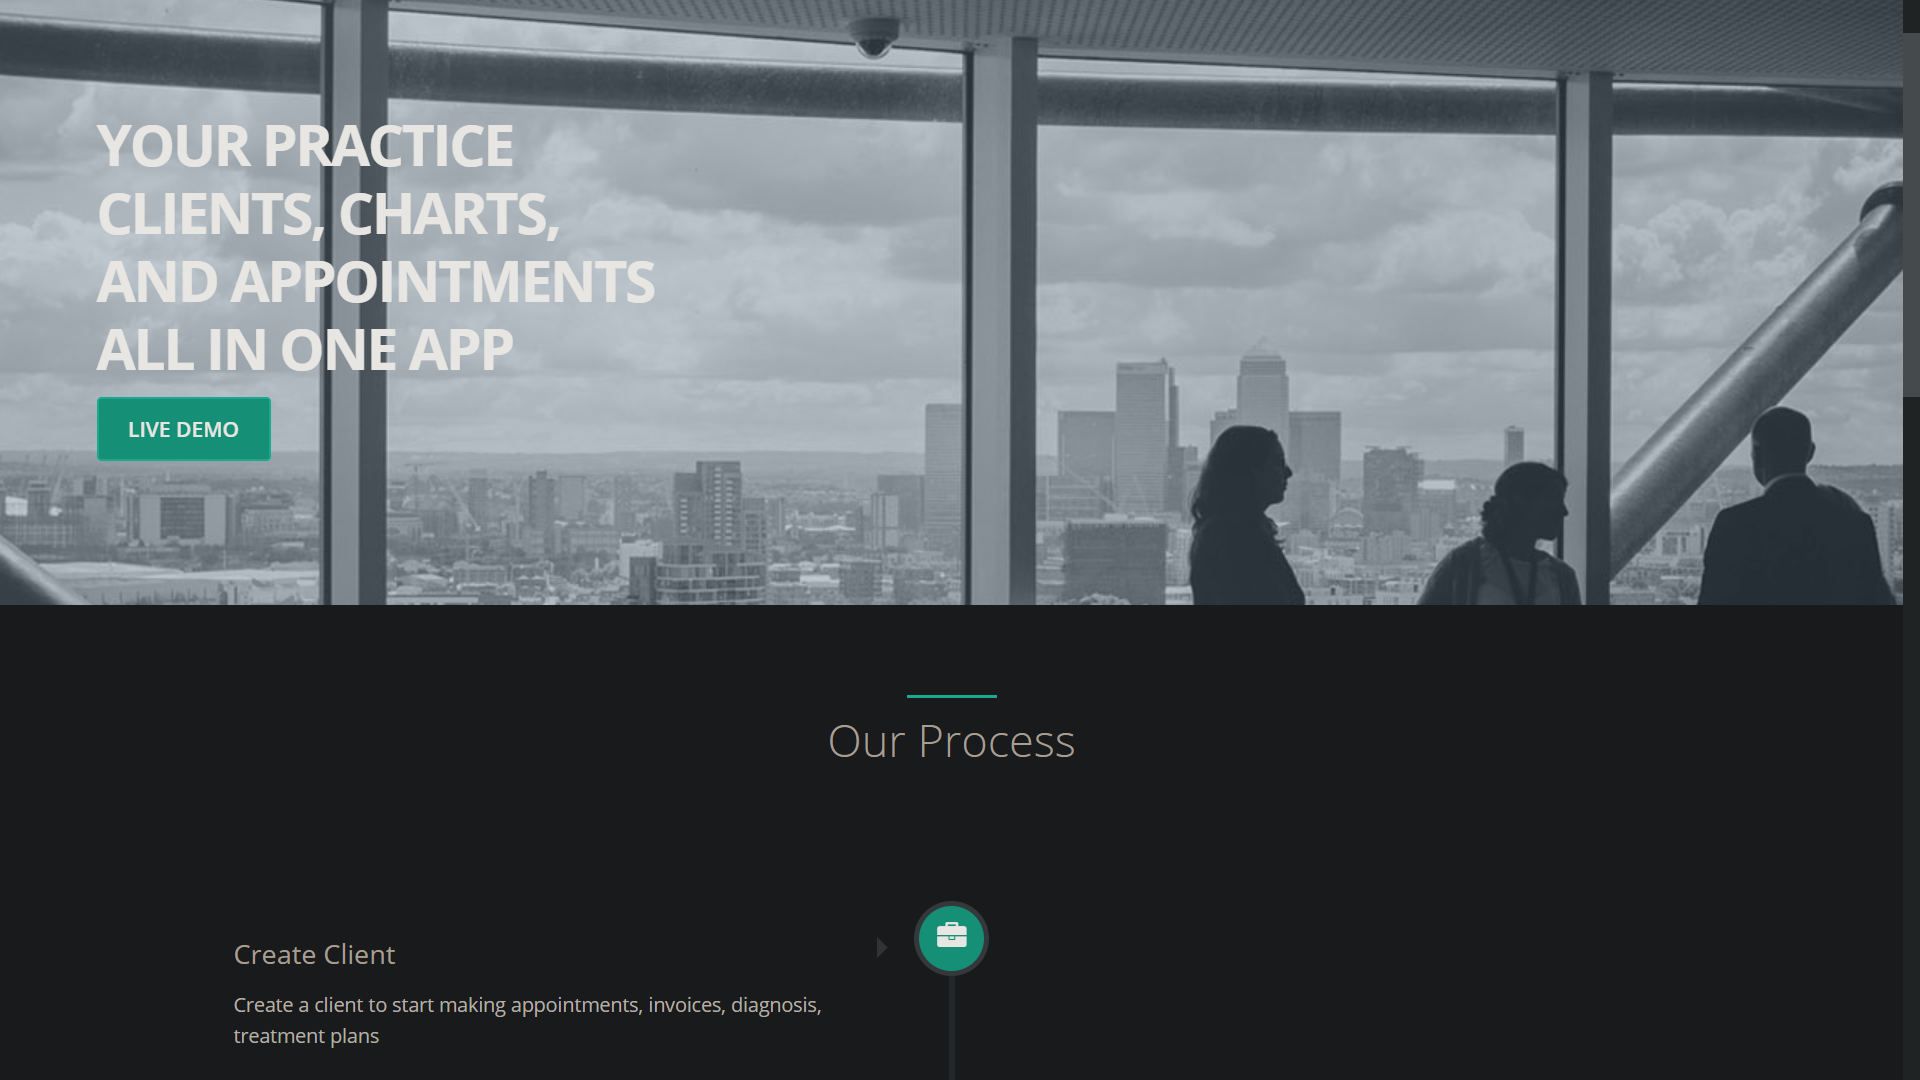 YOUR PRACTICE
CLIENTS, CHARTS,
AND APPOINTMENTS
ALL IN ONE APP
LIVE DEMO
Our Process
Create Client
Create a client to start making appointments, invoices, diagnosis,
treatment plans